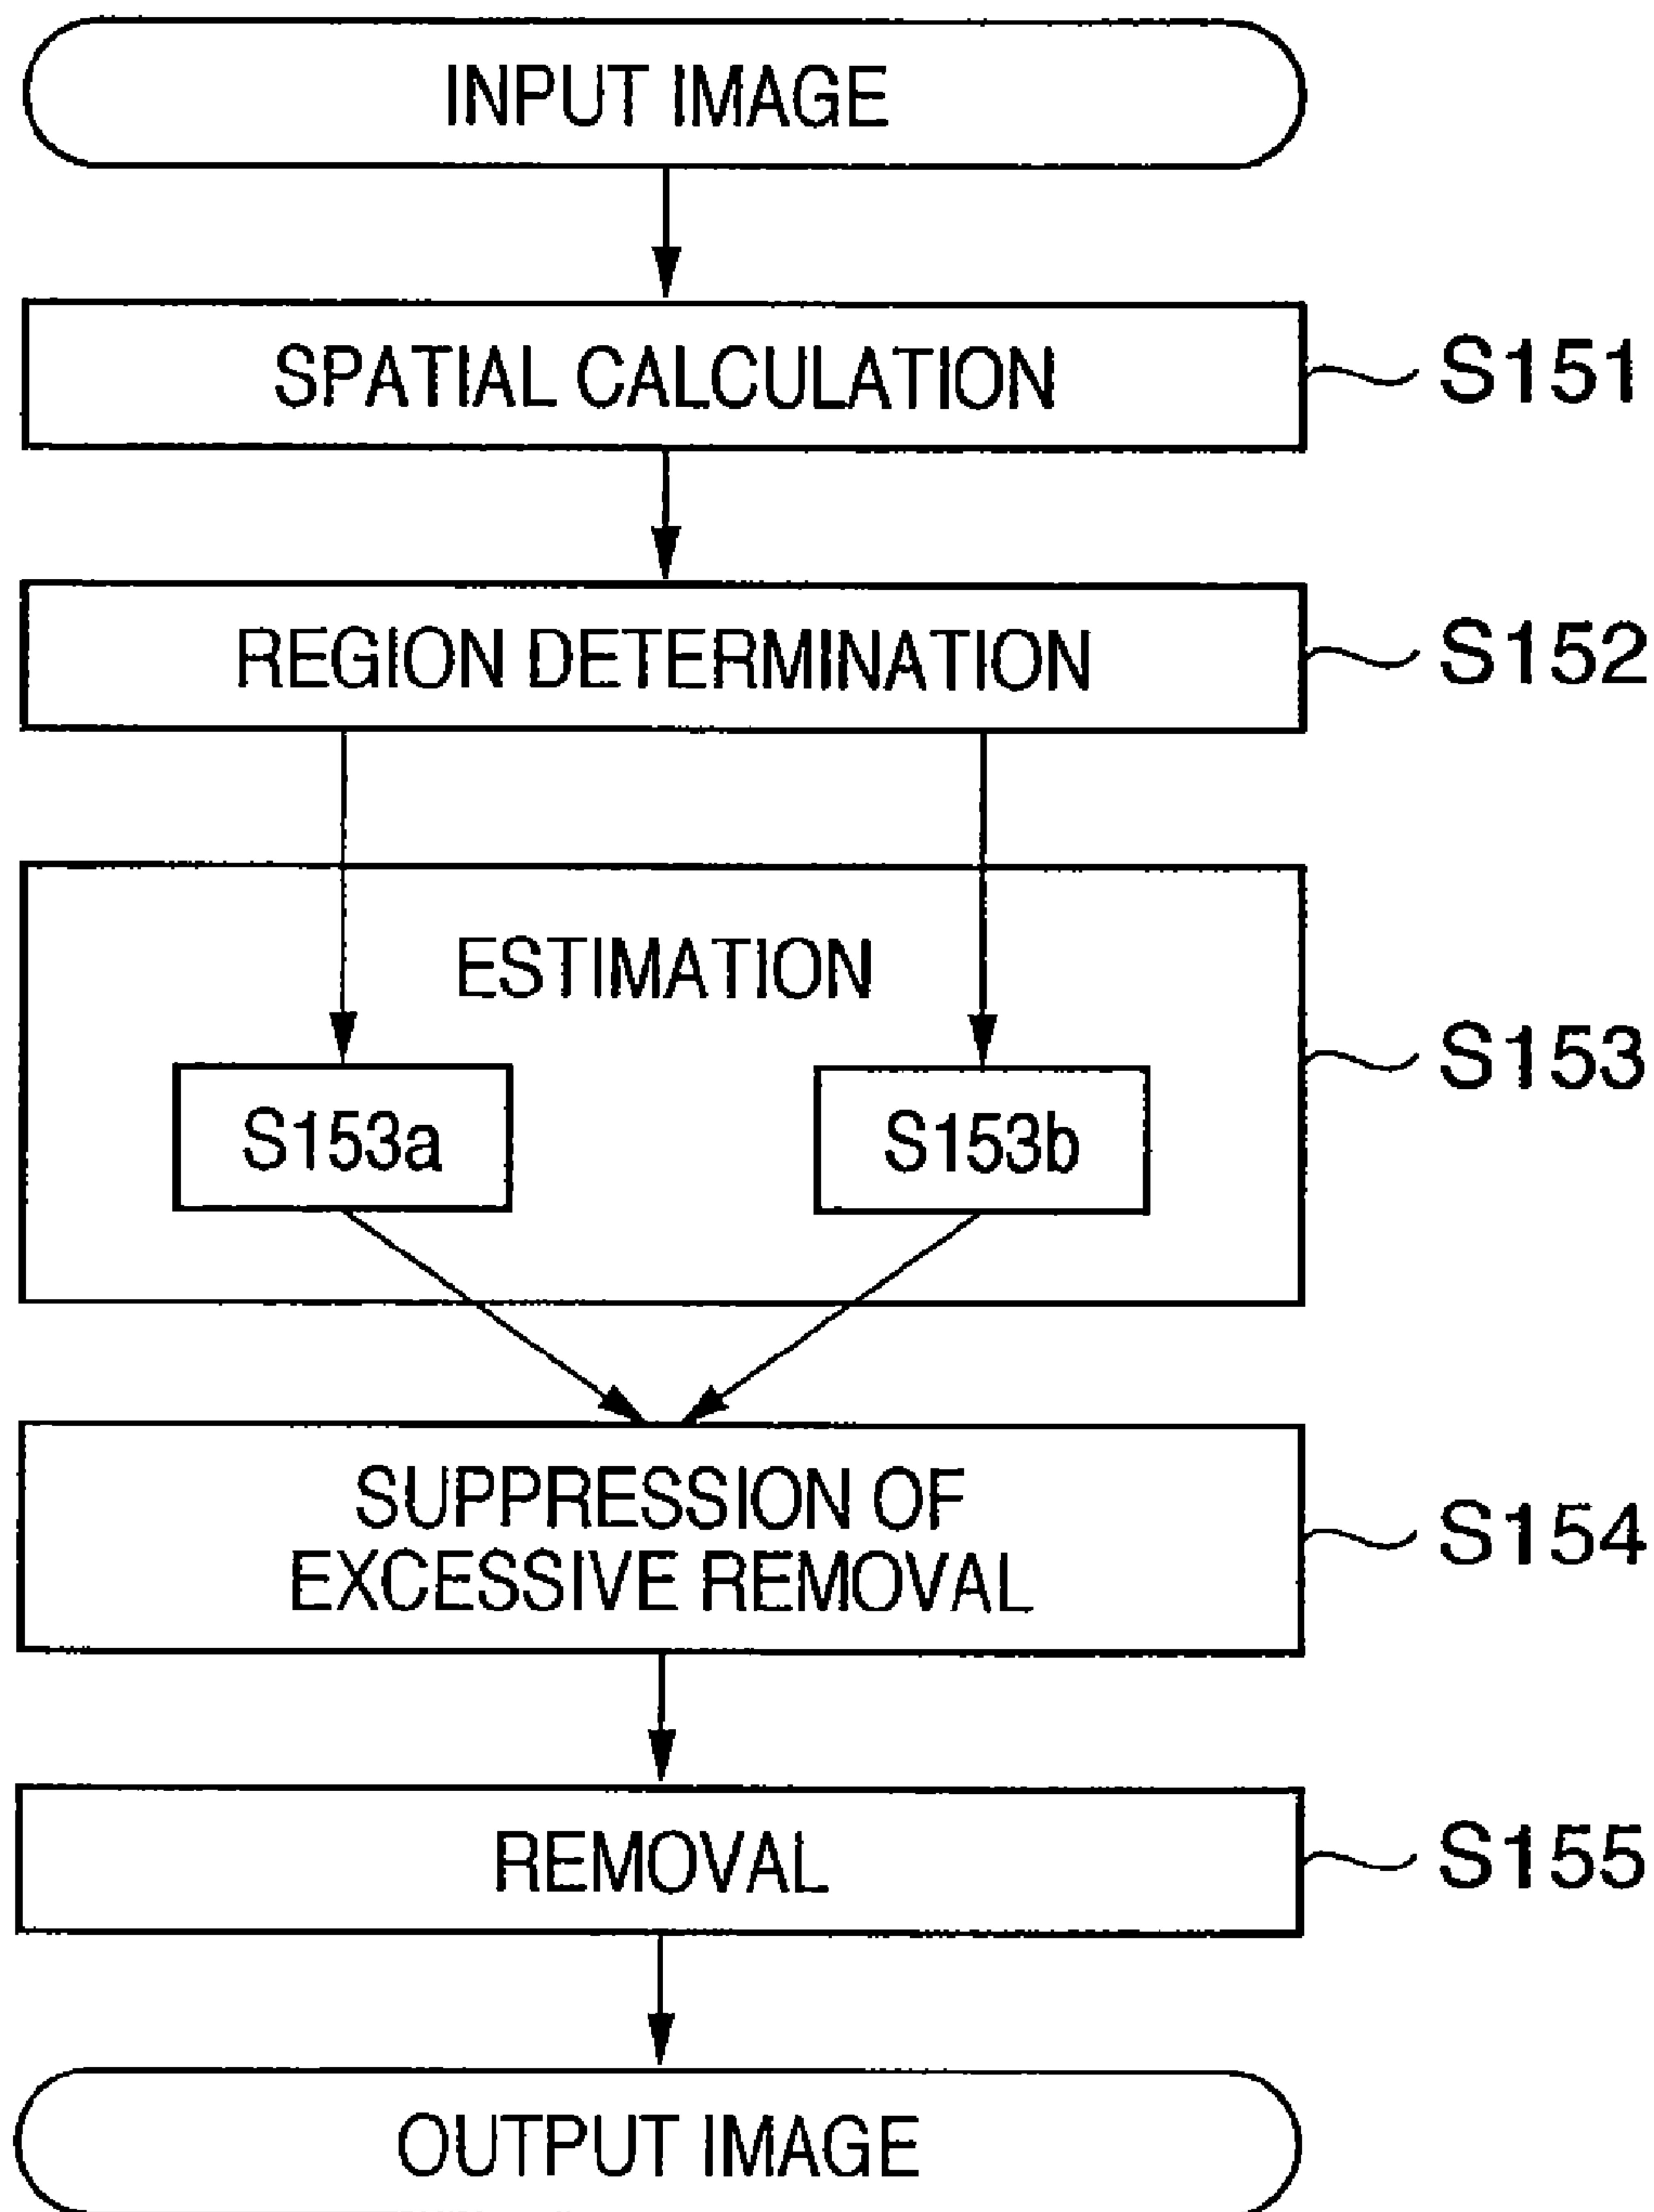 INPUT IMAGE
SPATIAL CALCULATION
S151
REGION DETERMINATION
S152
ESTIMATION
S153
S153a
S153b
SUPPRESSION OF
EXCESSIVE REMOVAL
S154
REMOVAL
S155
OUTPUT IMAGE